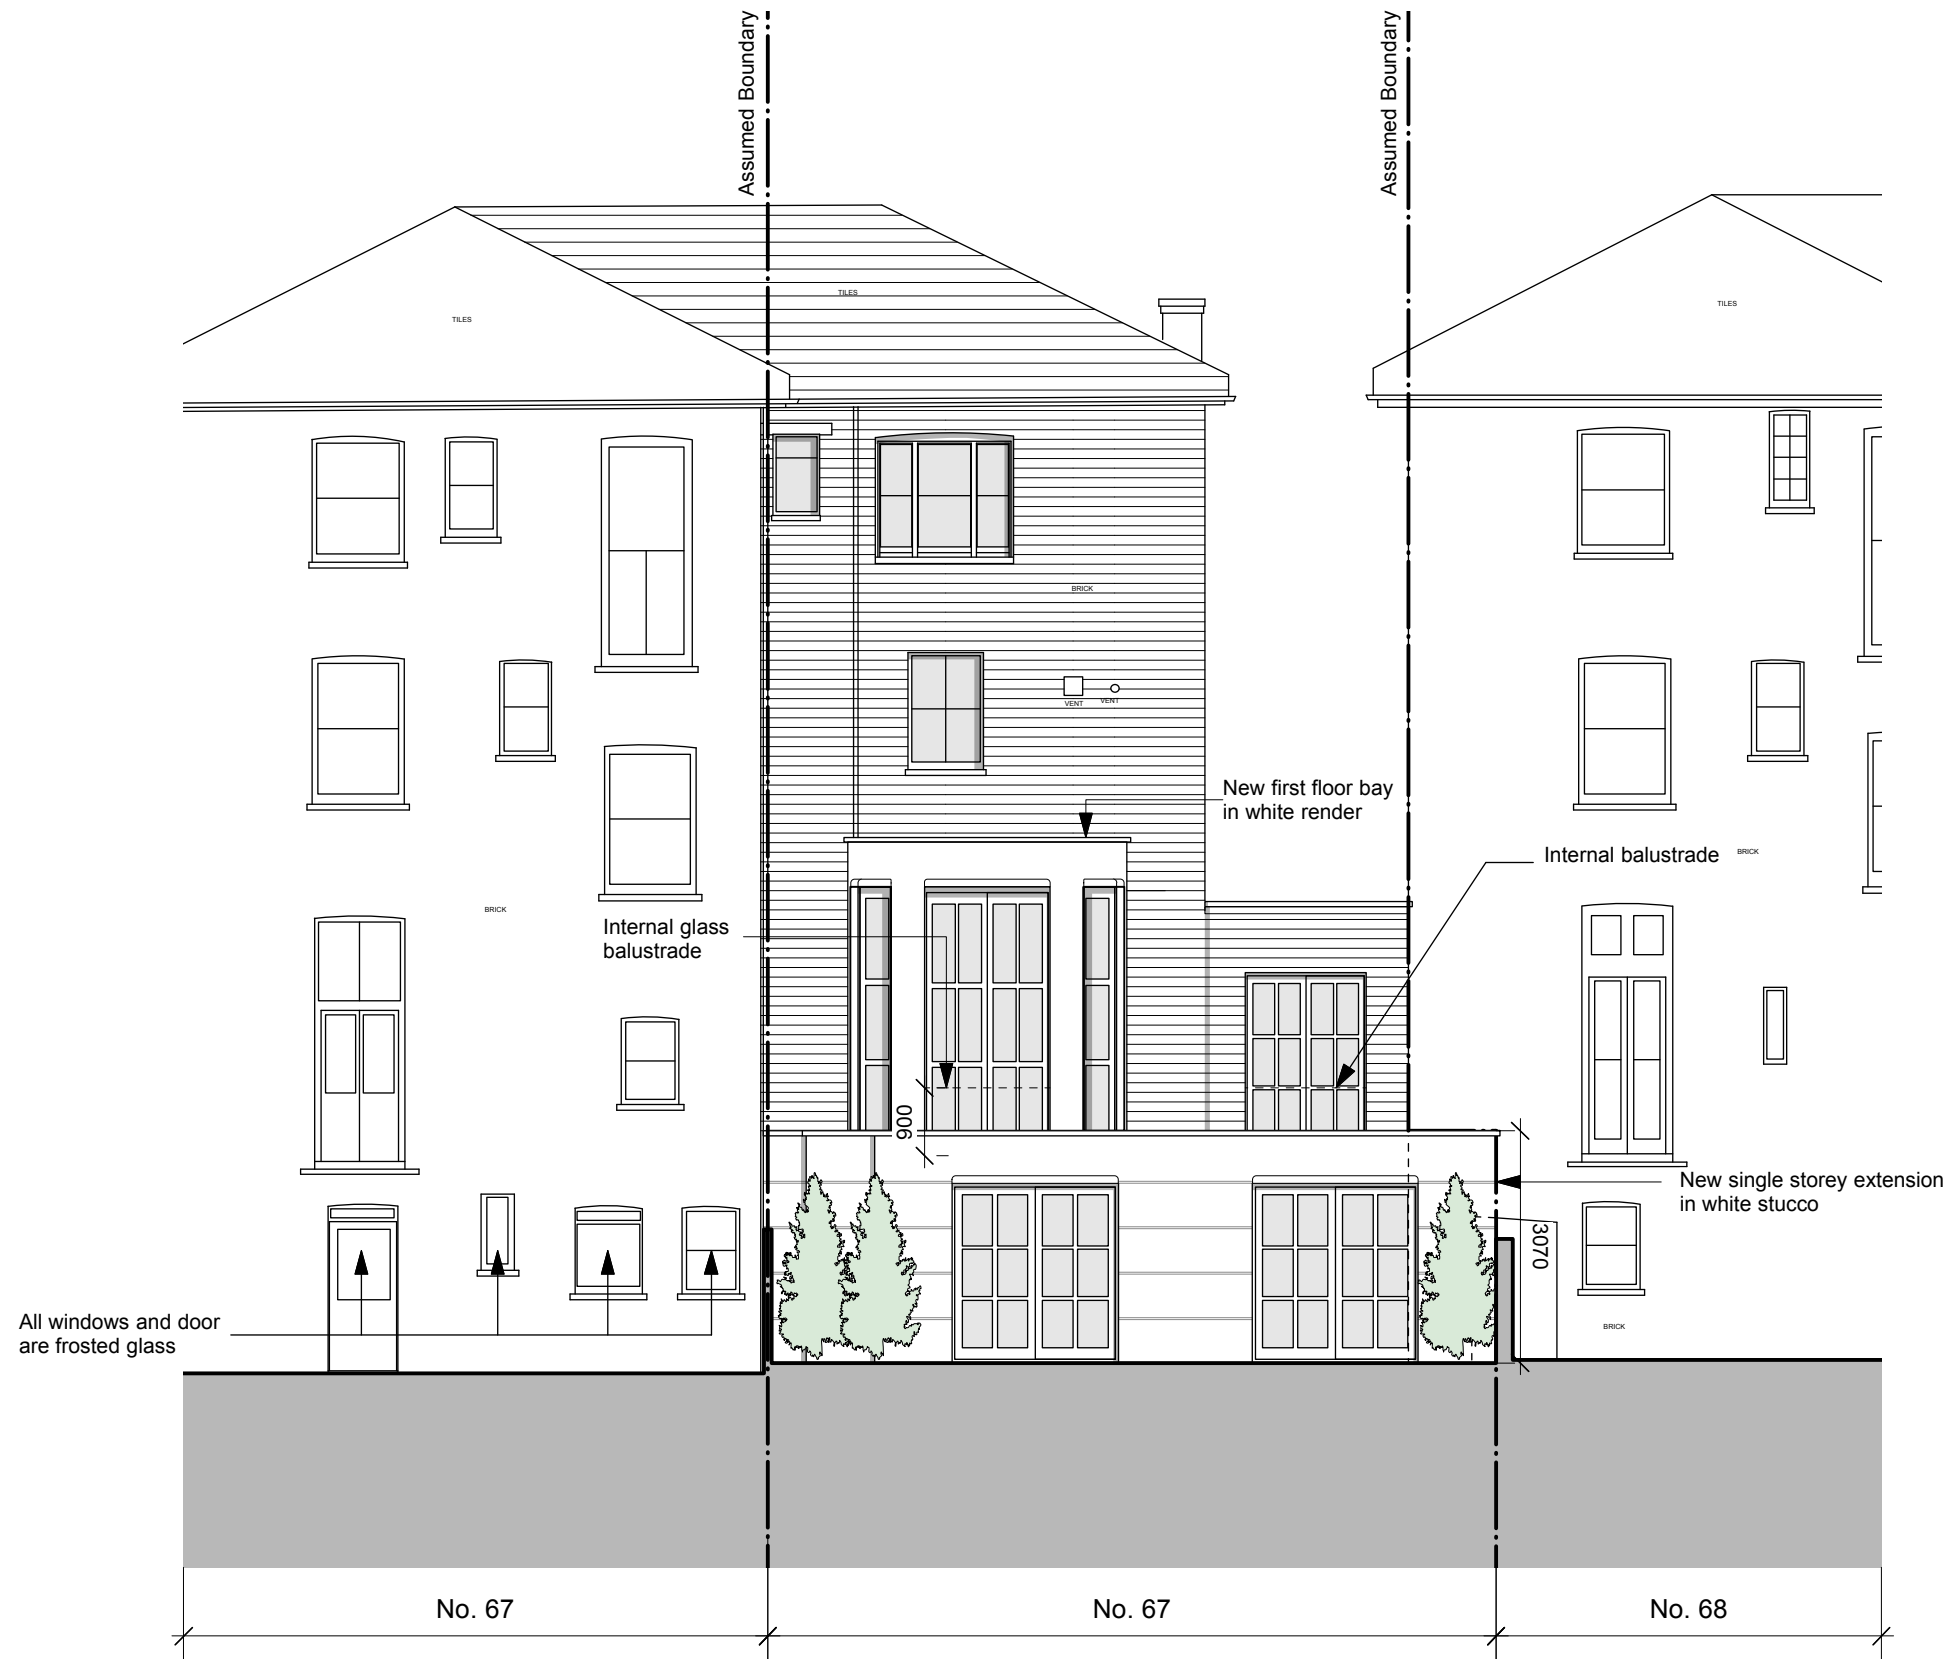 Assumed Boundary
Assumed Boundary
TILES
TILES
TILES
BRICK
VENT
VENT
New first floor bay
in white render
Internal balustrade
BRICK
BRICK
Internal glass
balustrade
900
New single storey extension
in white stucco
3070
All windows and door
are frosted glass
BRICK
No. 67
No. 67
No. 68